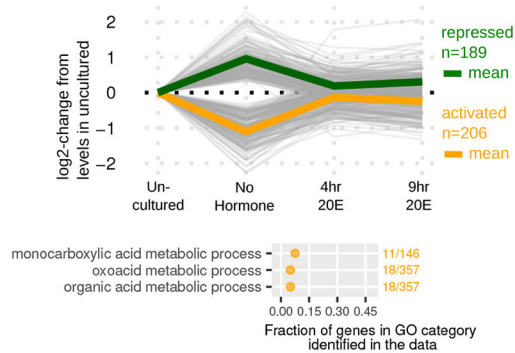 log2-change from
levels in uncultured
2
1
0
−1
−2
repressed
n=189
mean
activated
n=206
mean
Un-
cultured
No
Hormone
4hr
20E
9hr
20E
monocarboxylic acid metabolic process
11/146
oxoacid metabolic process
18/357
organic acid metabolic process
18/357
0.00 0.15 0.30 0.45
Fraction of genes in GO category
identified in the data